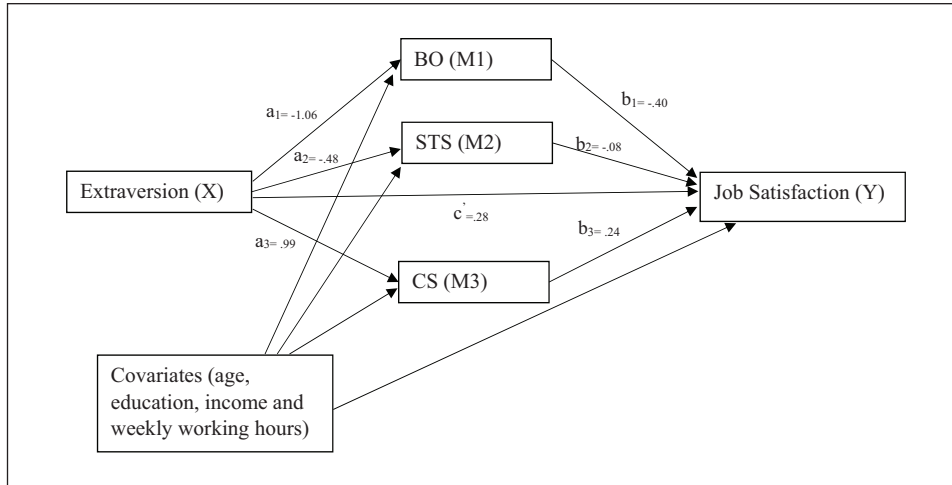 BO (M1)
a1= -1.06
b1= -.40
STS (M2)
a2= -.48
b2= -.08
Extraversion (X)
Job Satisfaction (Y)
c'=.28
a3= .99
b3= .24
CS (M3)
Covariates (age,
education, income and
weekly working hours)